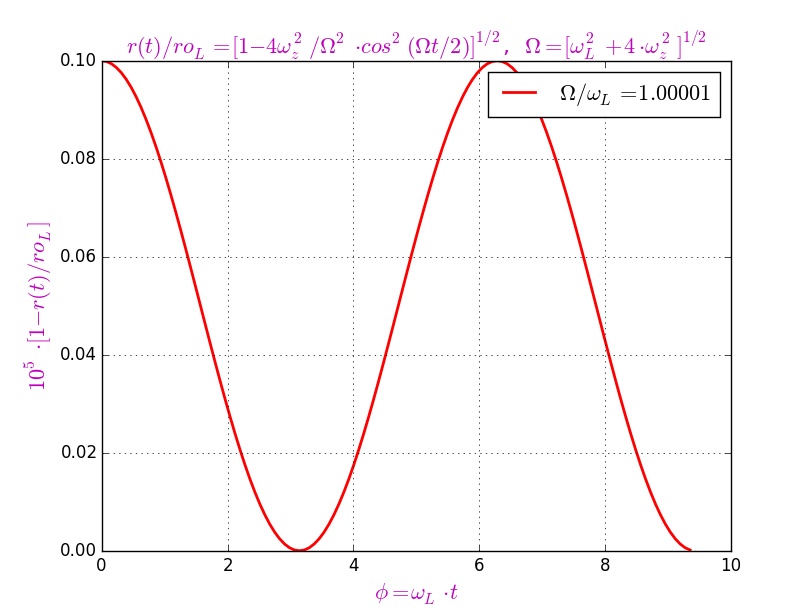 r(t)/ro_L = [1−4ω_z^2/Ω^2 · cos^2(Ωt/2)]^{1/2}, Ω = [ω_L^2 + 4·ω_z^2]^{1/2}
Ω/ω_L = 1.00001
10^5 · [1−r(t)/ro_L]
0.10
0.08
0.06
0.04
0.02
0.00
0 2 4 6 8 10
ϕ = ω_L · t